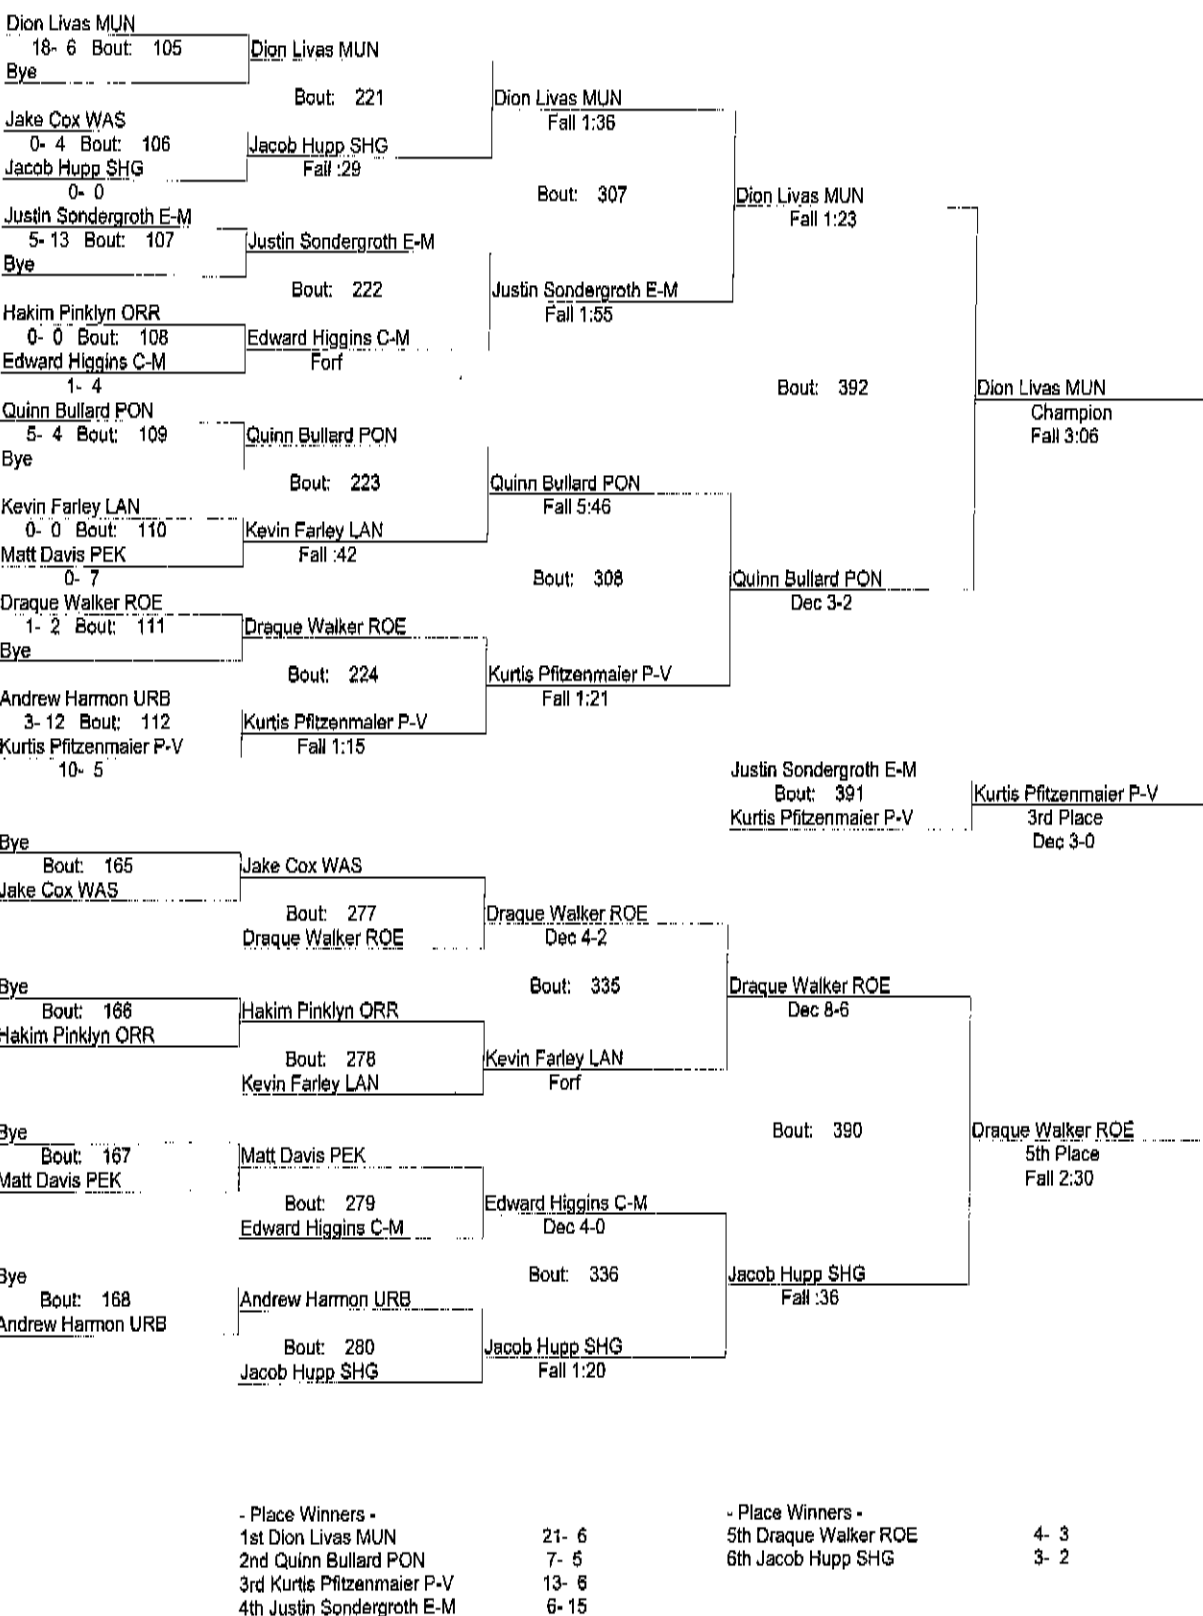 Dion Livas MUN
18- 6 Bout: 105
Bye
Dion Livas MUN
Bout: 221
Jake Cox WAS
0- 4 Bout: 106
Jacob Hupp SHG
0- 0
Jacob Hupp SHG
Fall :29
Dion Livas MUN
Fall 1:36
Bout: 307
Justin Sondergroth E-M
5- 13 Bout: 107
Bye
Justin Sondergroth E-M
Bout: 222
Hakim Pinklyn ORR
0- 0 Bout: 108
Edward Higgins C-M
1- 4
Edward Higgins C-M
Forf
Justin Sondergroth E-M
Fall 1:55
Dion Livas MUN
Fall 1:23
Bout: 392
Dion Livas MUN
Champion
Fall 3:06
Quinn Bullard PON
5- 4 Bout: 109
Bye
Quinn Bullard PON
Bout: 223
Kevin Farley LAN
0- 0 Bout: 110
Matt Davis PEK
0- 7
Kevin Farley LAN
Fall :42
Quinn Bullard PON
Fall 5:46
Bout: 308
Draque Walker ROE
1- 2 Bout: 111
Bye
Draque Walker ROE
Bout: 224
Andrew Harmon URB
3- 12 Bout: 112
Kurtis Pfitzenmaier P-V
10- 5
Kurtis Pfitzenmaier P-V
Fall 1:15
Kurtis Pfitzenmaier P-V
Fall 1:21
Quinn Bullard PON
Dec 3-2
Justin Sondergroth E-M
Bout: 391
Kurtis Pfitzenmaier P-V
Kurtis Pfitzenmaier P-V
3rd Place
Dec 3-0
Bye
Bout: 165
Jake Cox WAS
Jake Cox WAS
Bout: 277
Draque Walker ROE
Draque Walker ROE
Dec 4-2
Bout: 335
Bye
Bout: 166
Hakim Pinklyn ORR
Hakim Pinklyn ORR
Bout: 278
Kevin Farley LAN
Kevin Farley LAN
Forf
Draque Walker ROE
Dec 8-6
Bout: 390
Draque Walker ROE
5th Place
Fall 2:30
Bye
Bout: 167
Matt Davis PEK
Matt Davis PEK
Bout: 279
Edward Higgins C-M
Edward Higgins C-M
Dec 4-0
Bout: 336
Bye
Bout: 168
Andrew Harmon URB
Andrew Harmon URB
Bout: 280
Jacob Hupp SHG
Jacob Hupp SHG
Fall 1:20
Jacob Hupp SHG
Fall :36
- Place Winners -
1st Dion Livas MUN 21- 6
2nd Quinn Bullard PON 7- 5
3rd Kurtis Pfitzenmaier P-V 13- 6
4th Justin Sondergroth E-M 6- 15
- Place Winners -
5th Draque Walker ROE 4- 3
6th Jacob Hupp SHG 3- 2